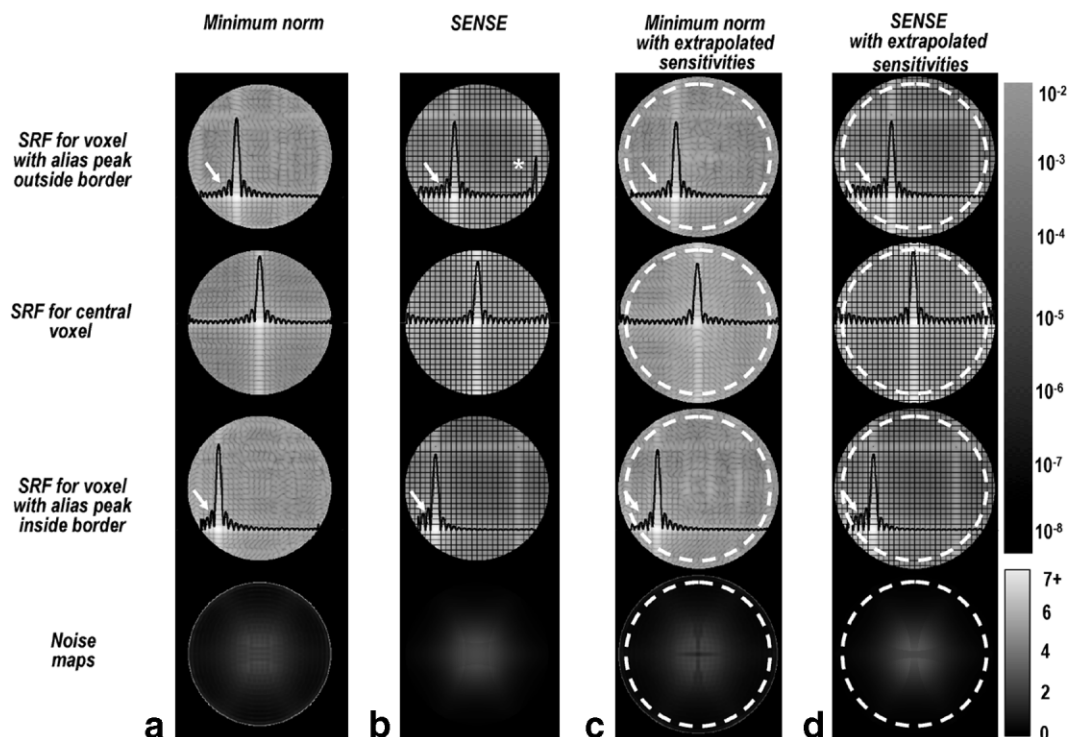 Minimum norm
SENSE
Minimum norm
with extrapolated
sensitivities
SENSE
with extrapolated
sensitivities
SRF for voxel
with alias peak
outside border
*
SRF for central
voxel
SRF for voxel
with alias peak
inside border
Noise
maps
10-2
10-3
10-4
10-5
10-6
10-7
10-8
7+
6
4
2
0
a
b
c
d